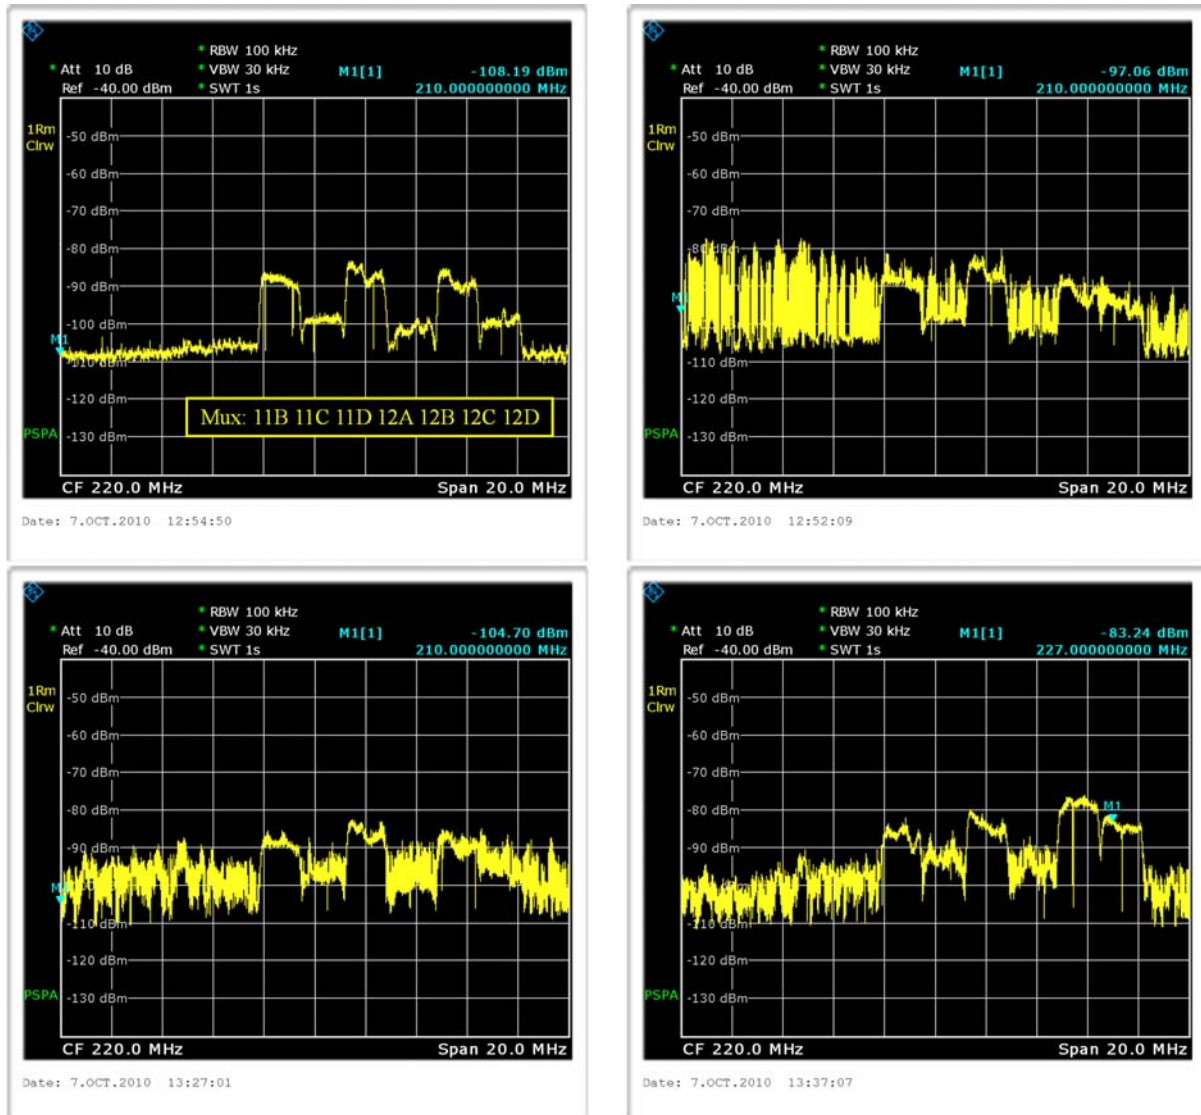 * RBW 100 kHz
* Att 10 dB * VBW 30 kHz M1[1] -108.19 dBm
Ref -40.00 dBm * SWT 1s 210.000000000 MHz
1Rm
Clrw
-50 dBm
-60 dBm
-70 dBm
-80 dBm
-90 dBm
-100 dBm
M1
-110 dBm
-120 dBm
Mux: 11B 11C 11D 12A 12B 12C 12D
PSPA
-130 dBm
CF 220.0 MHz Span 20.0 MHz
Date: 7.OCT.2010 12:54:50
* RBW 100 kHz
* Att 10 dB * VBW 30 kHz M1[1] -97.06 dBm
Ref -40.00 dBm * SWT 1s 210.000000000 MHz
1Rm
Clrw
-50 dBm
-60 dBm
-70 dBm
-80 dBm
-110 dBm
-120 dBm
PSPA
-130 dBm
CF 220.0 MHz Span 20.0 MHz
Date: 7.OCT.2010 12:52:09
* RBW 100 kHz
* Att 10 dB * VBW 30 kHz M1[1] -104.70 dBm
Ref -40.00 dBm * SWT 1s 210.000000000 MHz
1Rm
Clrw
-50 dBm
-60 dBm
-70 dBm
-80 dBm
-90 dBm
-110 dBm
-120 dBm
PSPA
-130 dBm
CF 220.0 MHz Span 20.0 MHz
Date: 7.OCT.2010 13:27:01
* RBW 100 kHz
* Att 10 dB * VBW 30 kHz M1[1] -83.24 dBm
Ref -40.00 dBm * SWT 1s 227.000000000 MHz
1Rm
Clrw
-50 dBm
-60 dBm
-70 dBm
-80 dBm
M1
-90 dBm
-110 dBm
-120 dBm
PSPA
-130 dBm
CF 220.0 MHz Span 20.0 MHz
Date: 7.OCT.2010 13:37:07